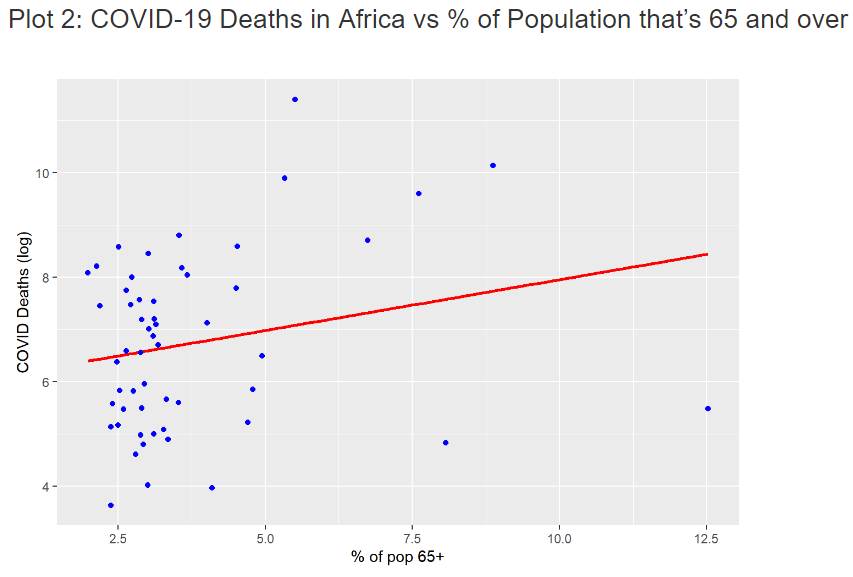 Plot 2: COVID-19 Deaths in Africa vs % of Population that’s 65 and over
10
8
6
4
COVID Deaths (log)
2.5 5.0 7.5 10.0 12.5
% of pop 65+